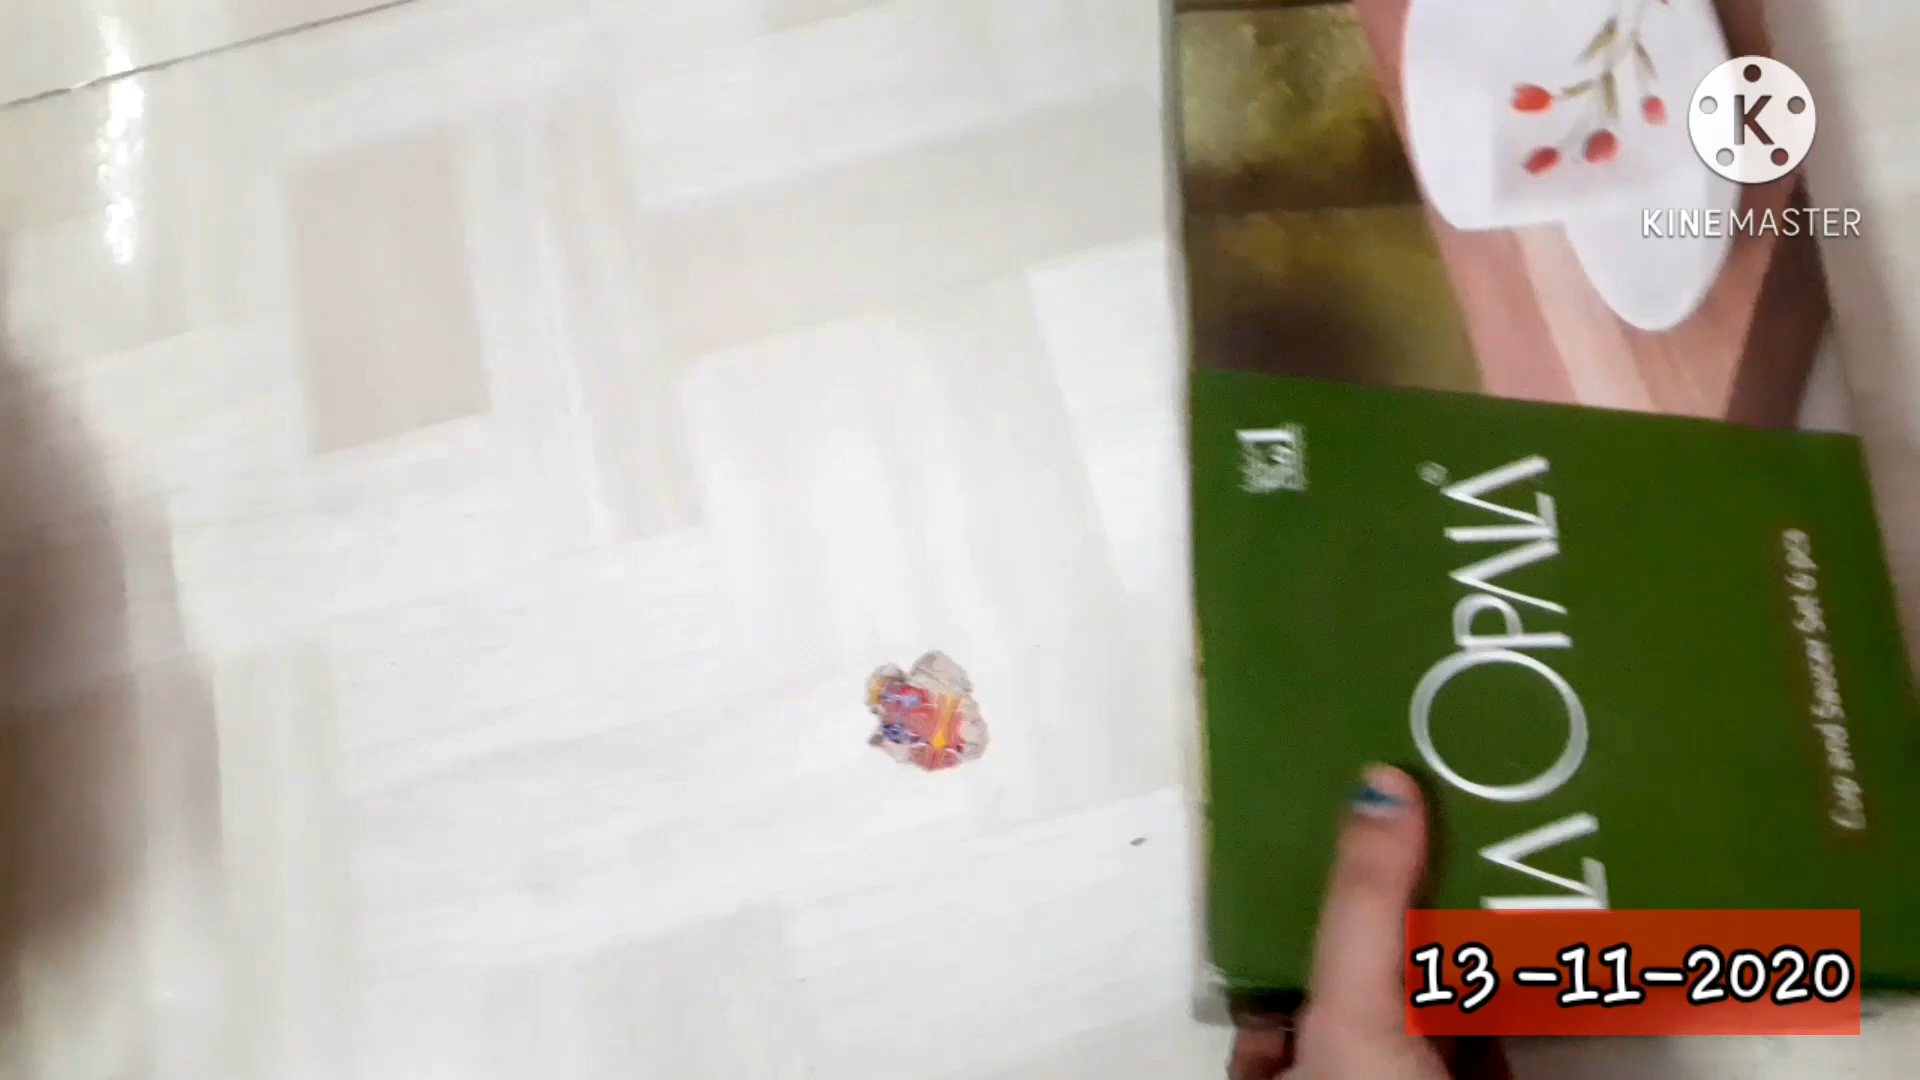 K
KINEMASTER
LA OPALA
Cup and Saucer Set 6 pcs
13-11-2020